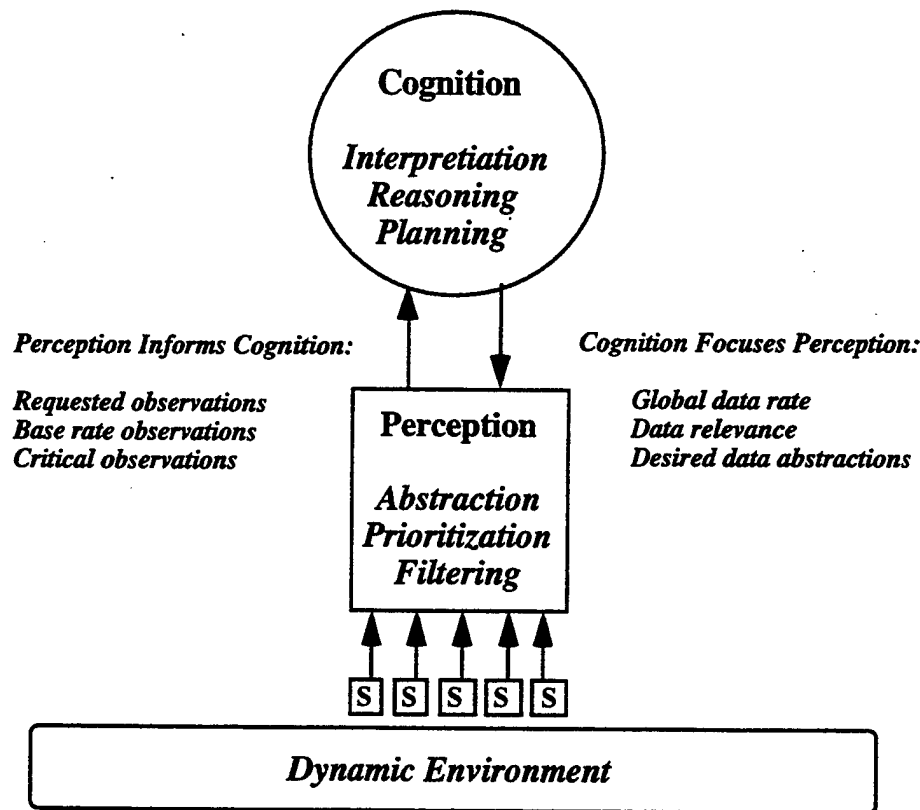 Cognition
Interpretiation
Reasoning
Planning
Perception Informs Cognition:
Requested observations
Base rate observations
Critical observations
Cognition Focuses Perception:
Global data rate
Data relevance
Desired data abstractions
Perception
Abstraction
Prioritization
Filtering
S S S S S
Dynamic Environment